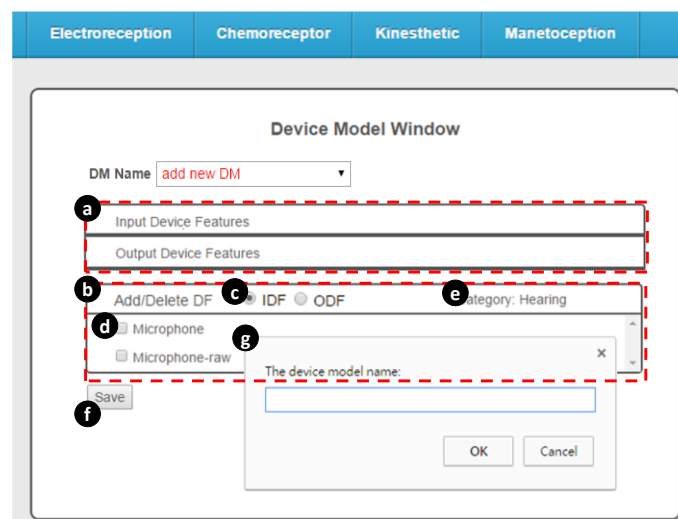 Electroreception Chemoreceptor Kinesthetic Manetoception
Device Model Window
DM Name add new DM
a
Input Device Features
Output Device Features
b Add/Delete DF c IDF ODF e tegory: Hearing
d Microphone
g
Microphone-raw
The device model name:
Save
f
OK Cancel